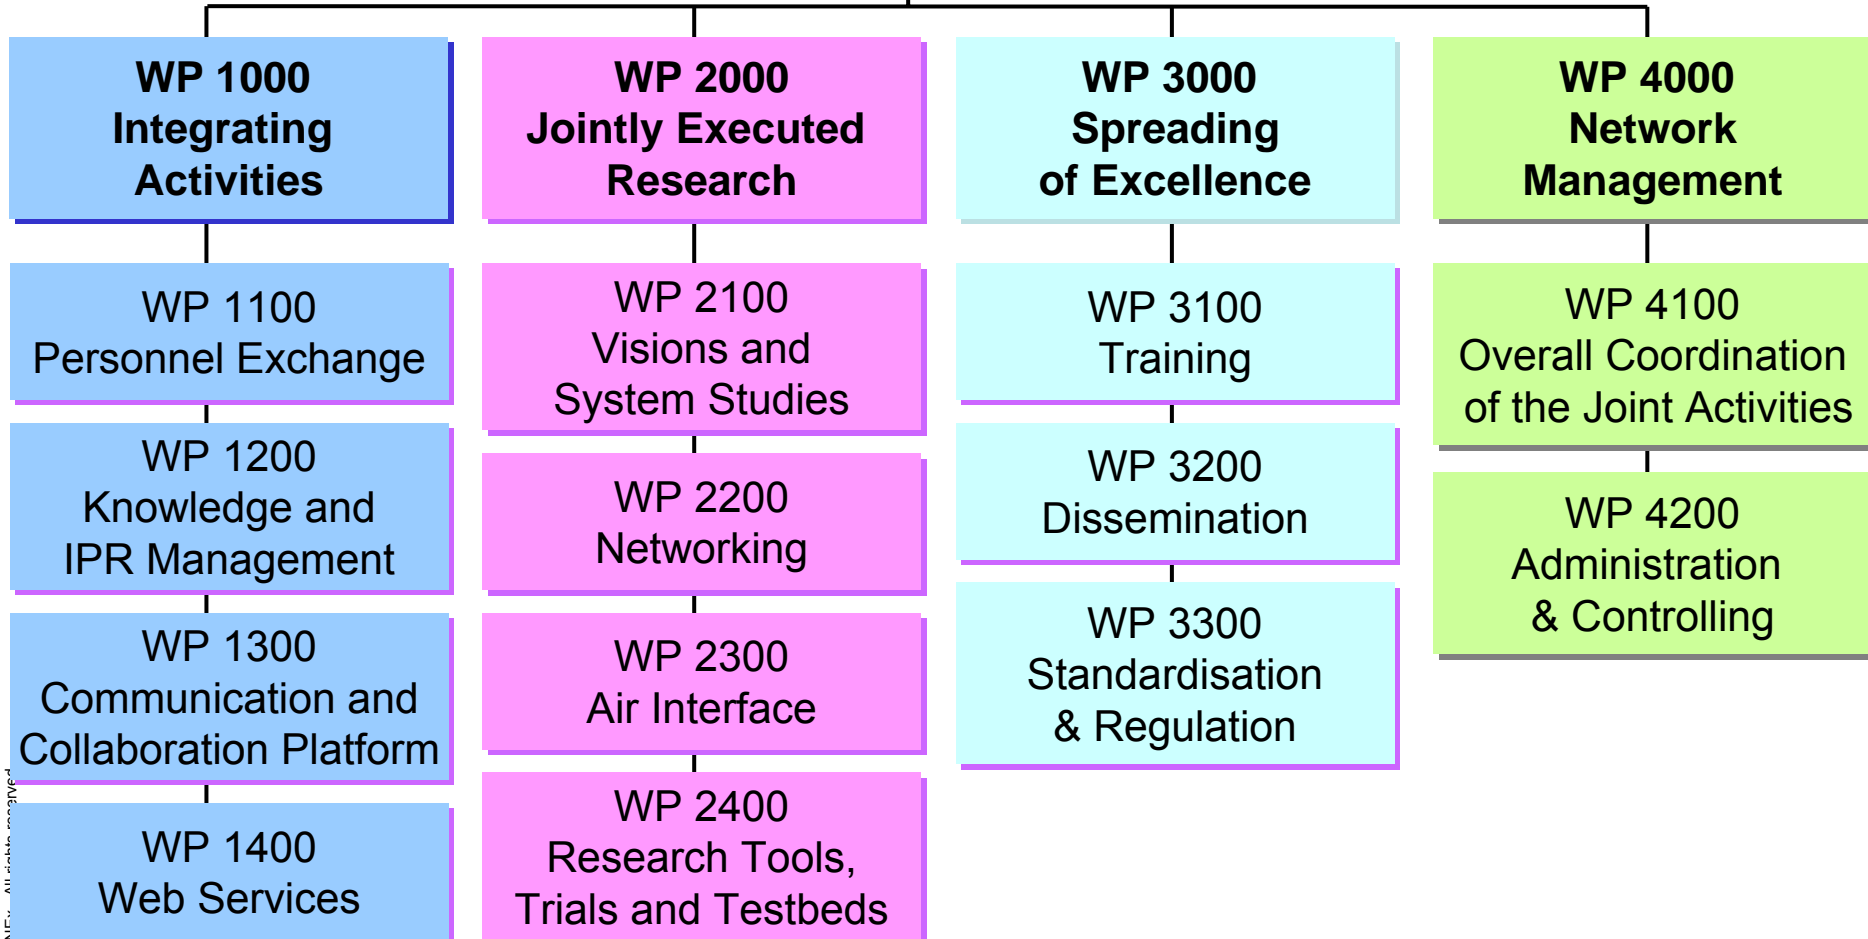 WP 1000
Integrating
Activities
WP 1100
Personnel Exchange
WP 1200
Knowledge and
IPR Management
WP 1300
Communication and
Collaboration Platform
WP 1400
Web Services
WP 2000
Jointly Executed
Research
WP 2100
Visions and
System Studies
WP 2200
Networking
WP 2300
Air Interface
WP 2400
Research Tools,
Trials and Testbeds
WP 3000
Spreading
of Excellence
WP 3100
Training
WP 3200
Dissemination
WP 3300
Standardisation
& Regulation
WP 4000
Network
Management
WP 4100
Overall Coordination
of the Joint Activities
WP 4200
Administration
& Controlling
All rights reserved